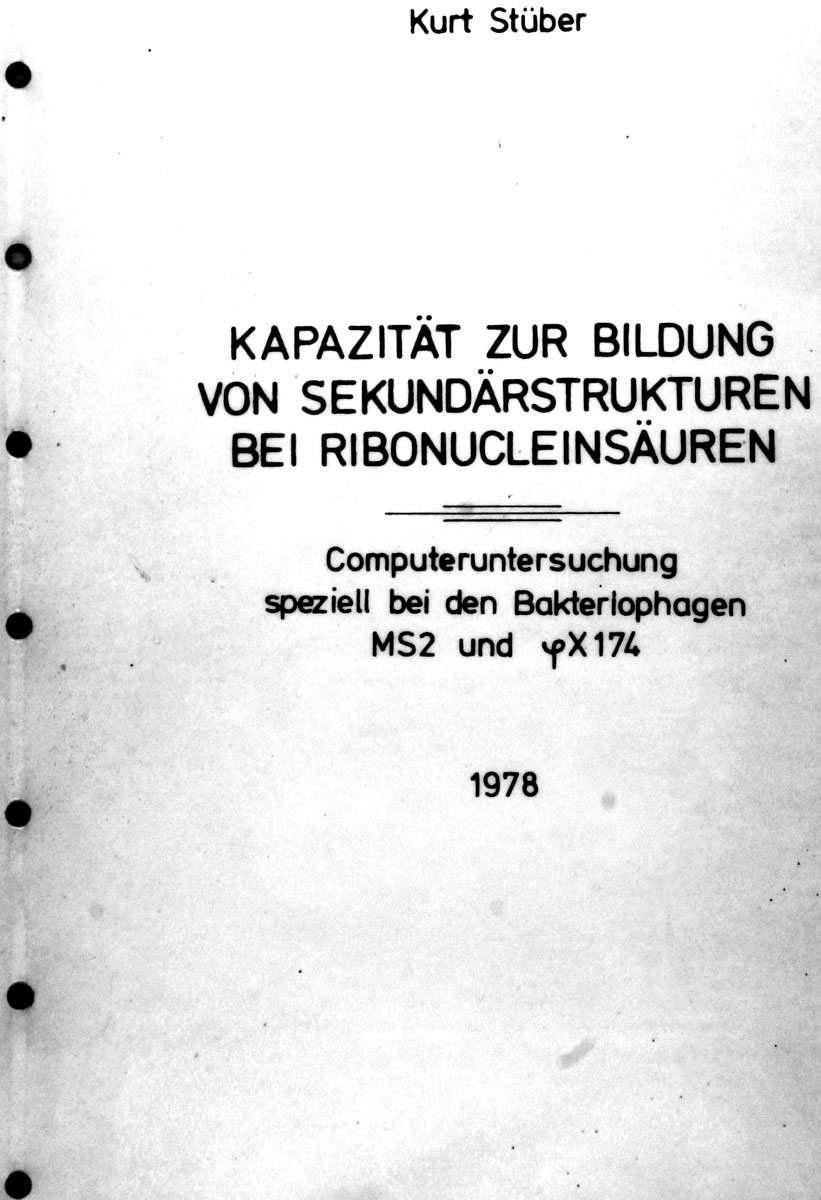 Kurt Stüber
KAPAZITÄT ZUR BILDUNG
VON SEKUNDÄRSTRUKTUREN
BEI RIBONUCLEINSÄUREN
Computeruntersuchung
speziell bei den Bakteriophagen
MS2 und φX174
1978